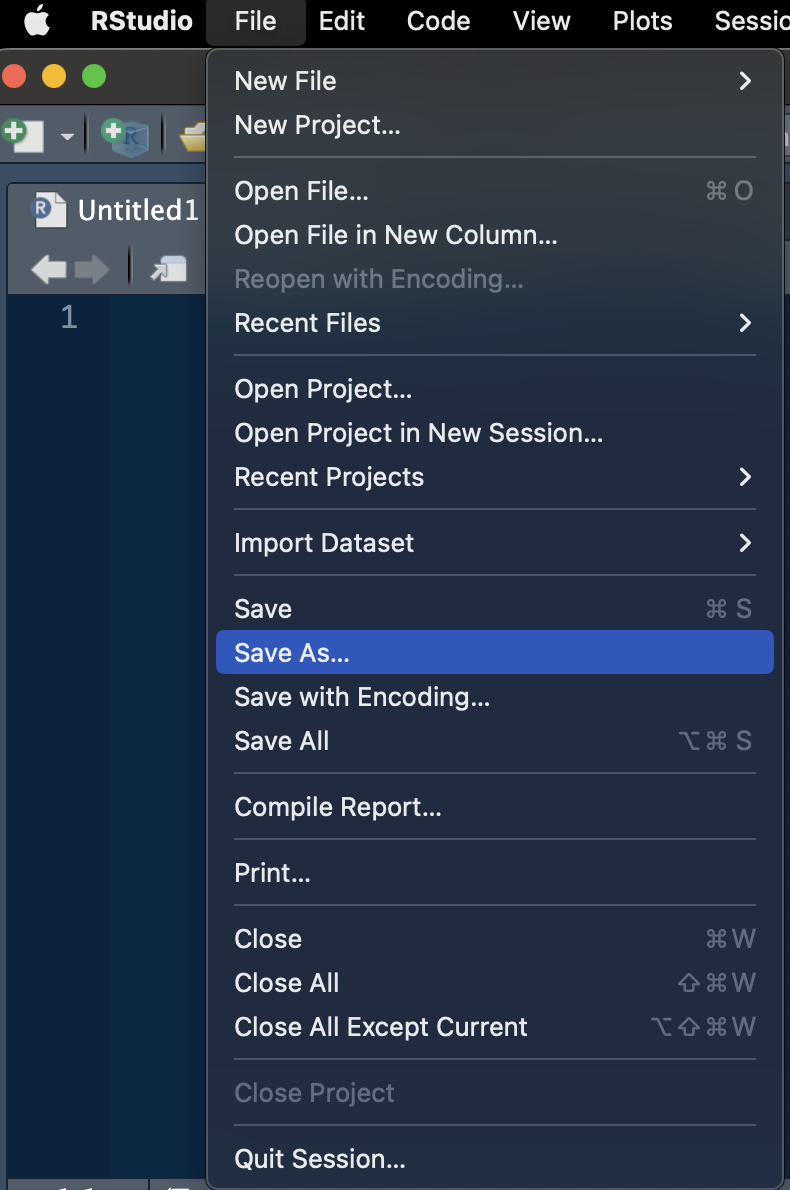 RStudio File Edit Code View Plots
New File
New Project...
R
Open File... ⌘ O
R Untitled1
Open File in New Column...
Reopen with Encoding...
1
Recent Files
Open Project...
Open Project in New Session...
Recent Projects
Import Dataset
Save ⌘ S
Save As...
Save with Encoding...
Save All ⌥ ⌘ S
Compile Report...
Print...
Close ⌘ W
Close All ⇧ ⌘ W
Close All Except Current ⌥ ⇧ ⌘ W
Close Project
Quit Session...